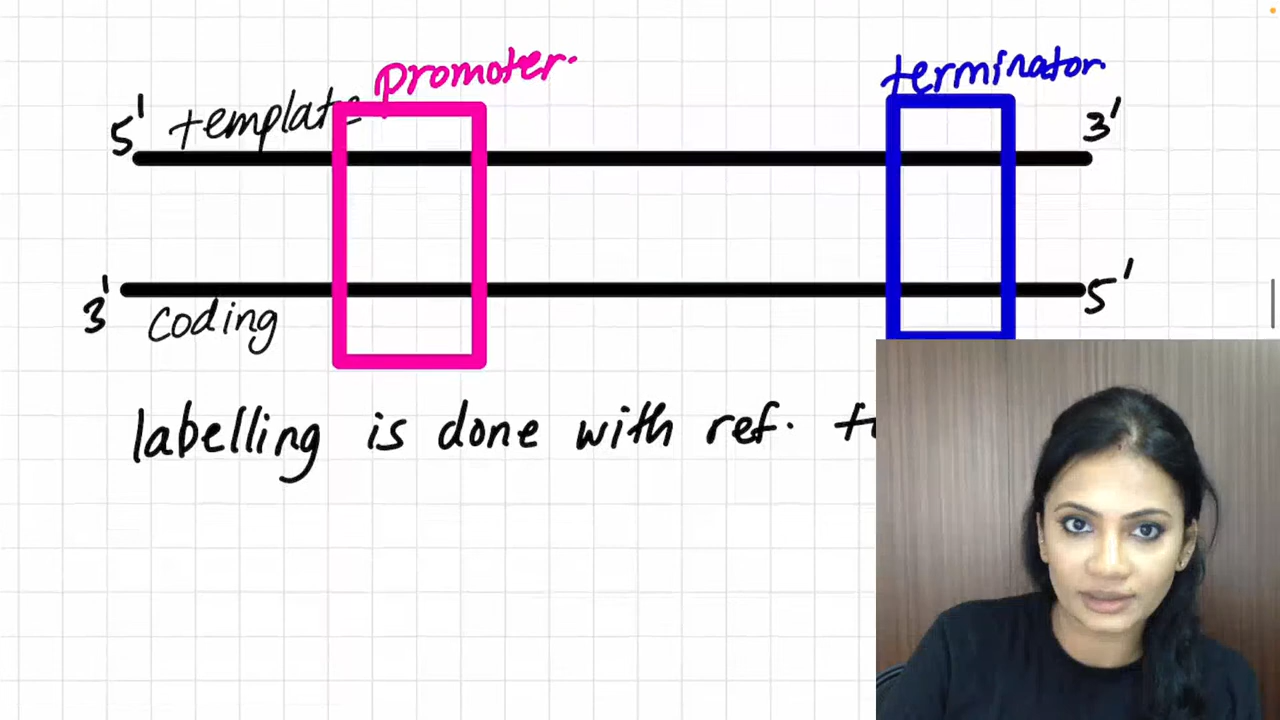 promoter.
terminator.
5' template 3'
3' 5'
coding
labelling is done with ref.